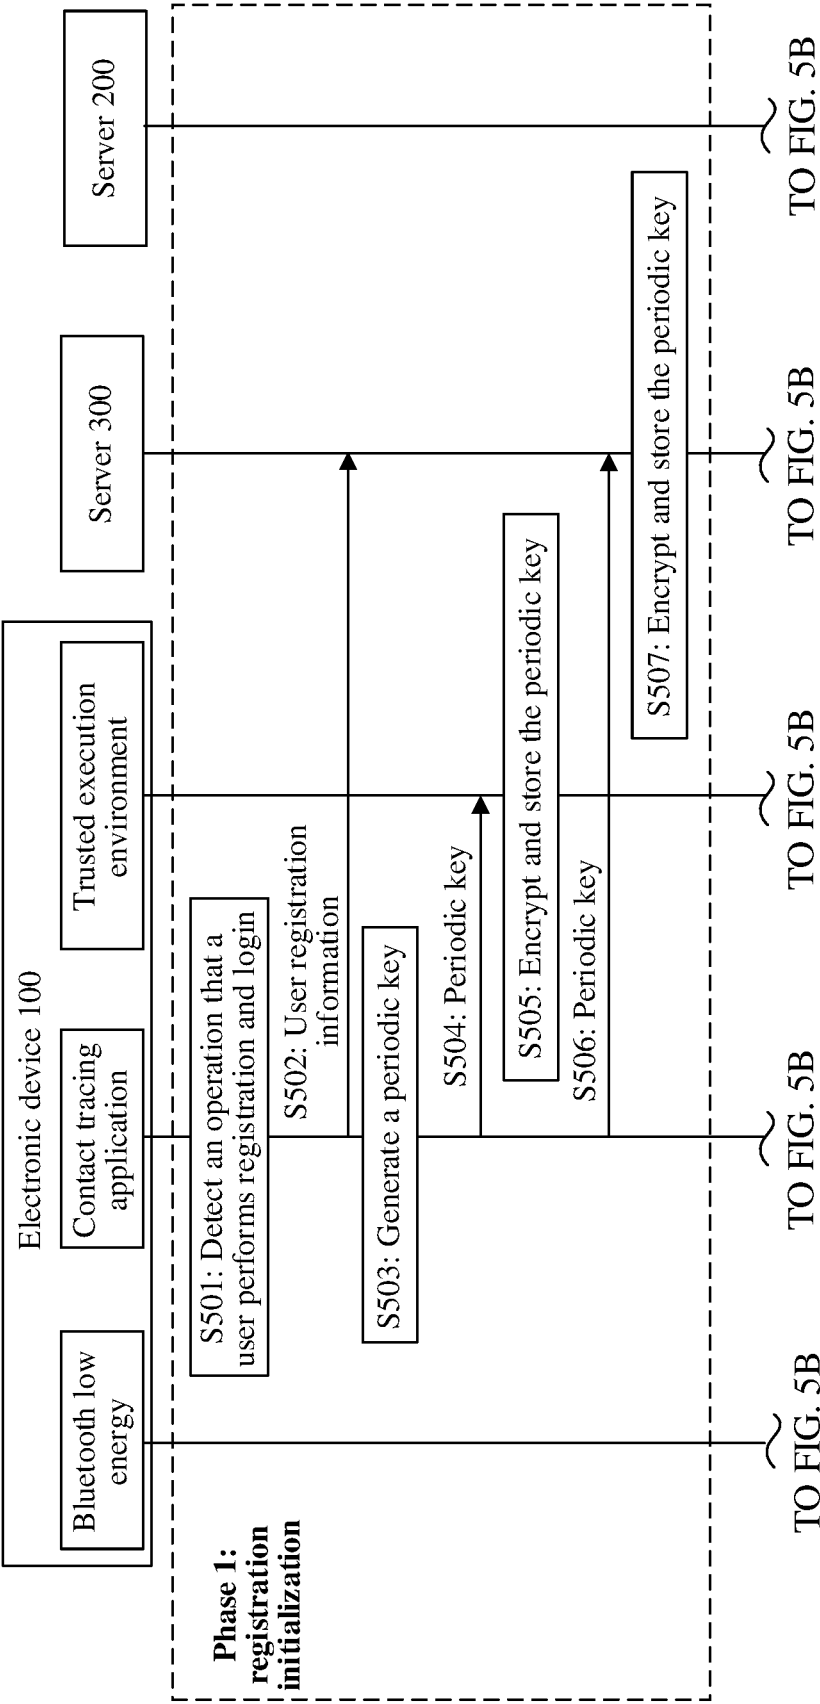 Electronic device 100
Bluetooth low
energy
Contact tracing
application
Trusted execution
environment
Server 300
Server 200
Phase 1:
registration
initialization
S501: Detect an operation that a
user performs registration and login
S502: User registration
information
S503: Generate a periodic key
S504: Periodic key
S505: Encrypt and store the periodic key
S506: Periodic key
S507: Encrypt and store the periodic key
TO FIG. 5B
TO FIG. 5B
TO FIG. 5B
TO FIG. 5B
TO FIG. 5B